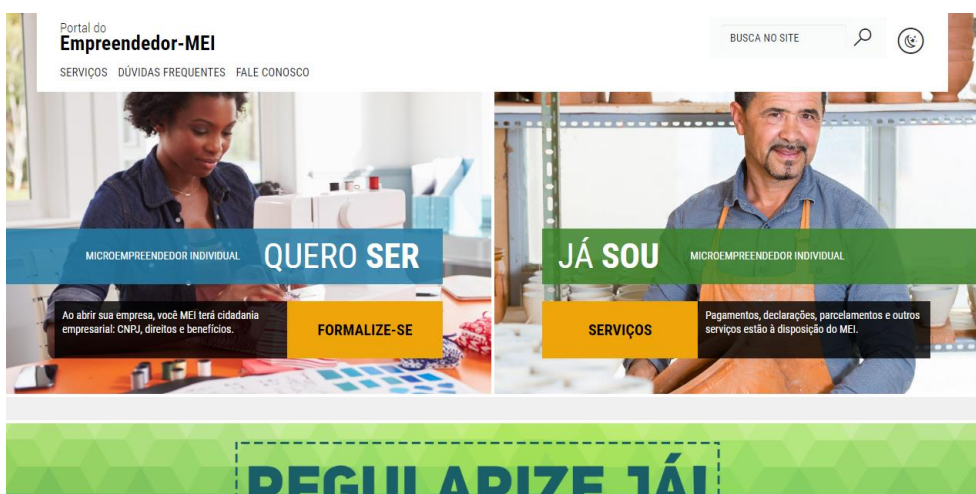 Portal do
Empreendedor-MEI
SERVIÇOS DÚVIDAS FREQUENTES FALE CONOSCO
BUSCA NO SITE
MICROEMPREENDEDOR INDIVIDUAL QUERO SER
Ao abrir sua empresa, você MEI terá cidadania
empresarial: CNPJ, direitos e benefícios.
FORMALIZE-SE
JÁ SOU MICROEMPREENDEDOR INDIVIDUAL
SERVIÇOS
Pagamentos, declarações, parcelamentos e outros
serviços estão à disposição do MEI.
REGULARIZE JÁ!